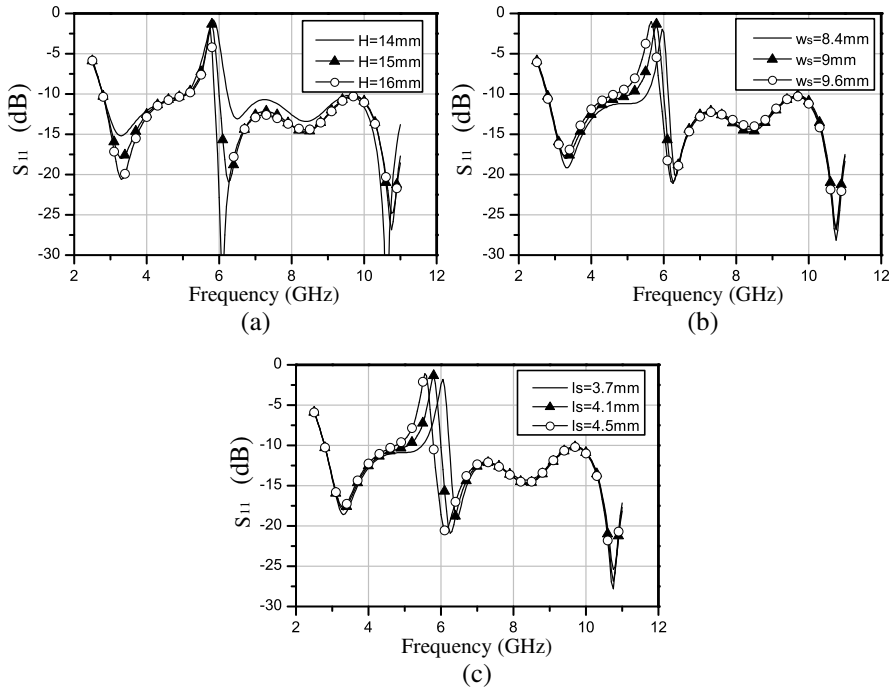 0
-5
-10
-15
-20
-25
-30
S11 (dB)
H=14mm
H=15mm
H=16mm
2 4 6 8 10 12
Frequency (GHz)
(a)
0
-5
-10
-15
-20
-25
-30
S11 (dB)
ws=8.4mm
ws=9mm
ws=9.6mm
2 4 6 8 10 12
Frequency (GHz)
(b)
0
-5
-10
-15
-20
-25
-30
S11 (dB)
ls=3.7mm
ls=4.1mm
ls=4.5mm
2 4 6 8 10 12
Frequency (GHz)
(c)